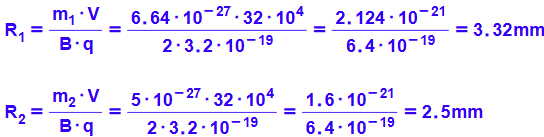 R₁ = m₁·V / B·q = 6.64·10⁻²⁷·32·10⁴ / 2·3.2·10⁻¹⁹ = 2.124·10⁻²¹ / 6.4·10⁻¹⁹ = 3.32mm
R₂ = m₂·V / B·q = 5·10⁻²⁷·32·10⁴ / 2·3.2·10⁻¹⁹ = 1.6·10⁻²¹ / 6.4·10⁻¹⁹ = 2.5mm